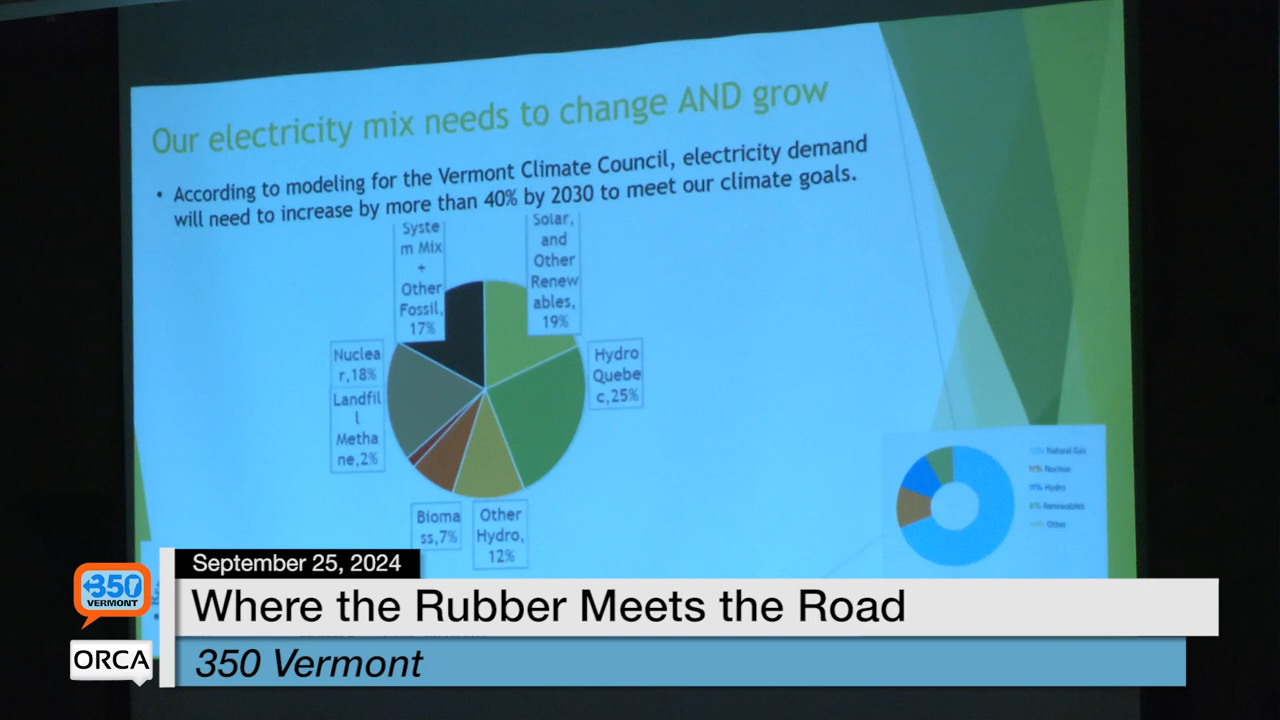 Our electricity mix needs to change AND grow
• According to modeling for the Vermont Climate Council, electricity demand
will need to increase by more than 40% by 2030 to meet our climate goals.
Syste
m Mix
+
Other
Fossil,
17%
Solar,
and
Other
Renew
ables,
19%
Nuclea
r,18%
Hydro
Quebe
c,25%
Landfil
l
Metha
ne,2%
Bioma
ss,7%
Other
Hydro,
12%
Natural Gas
Nuclear
Hydro
Renewables
Other
September 25, 2024
350
VERMONT
Where the Rubber Meets the Road
ORCA
350 Vermont